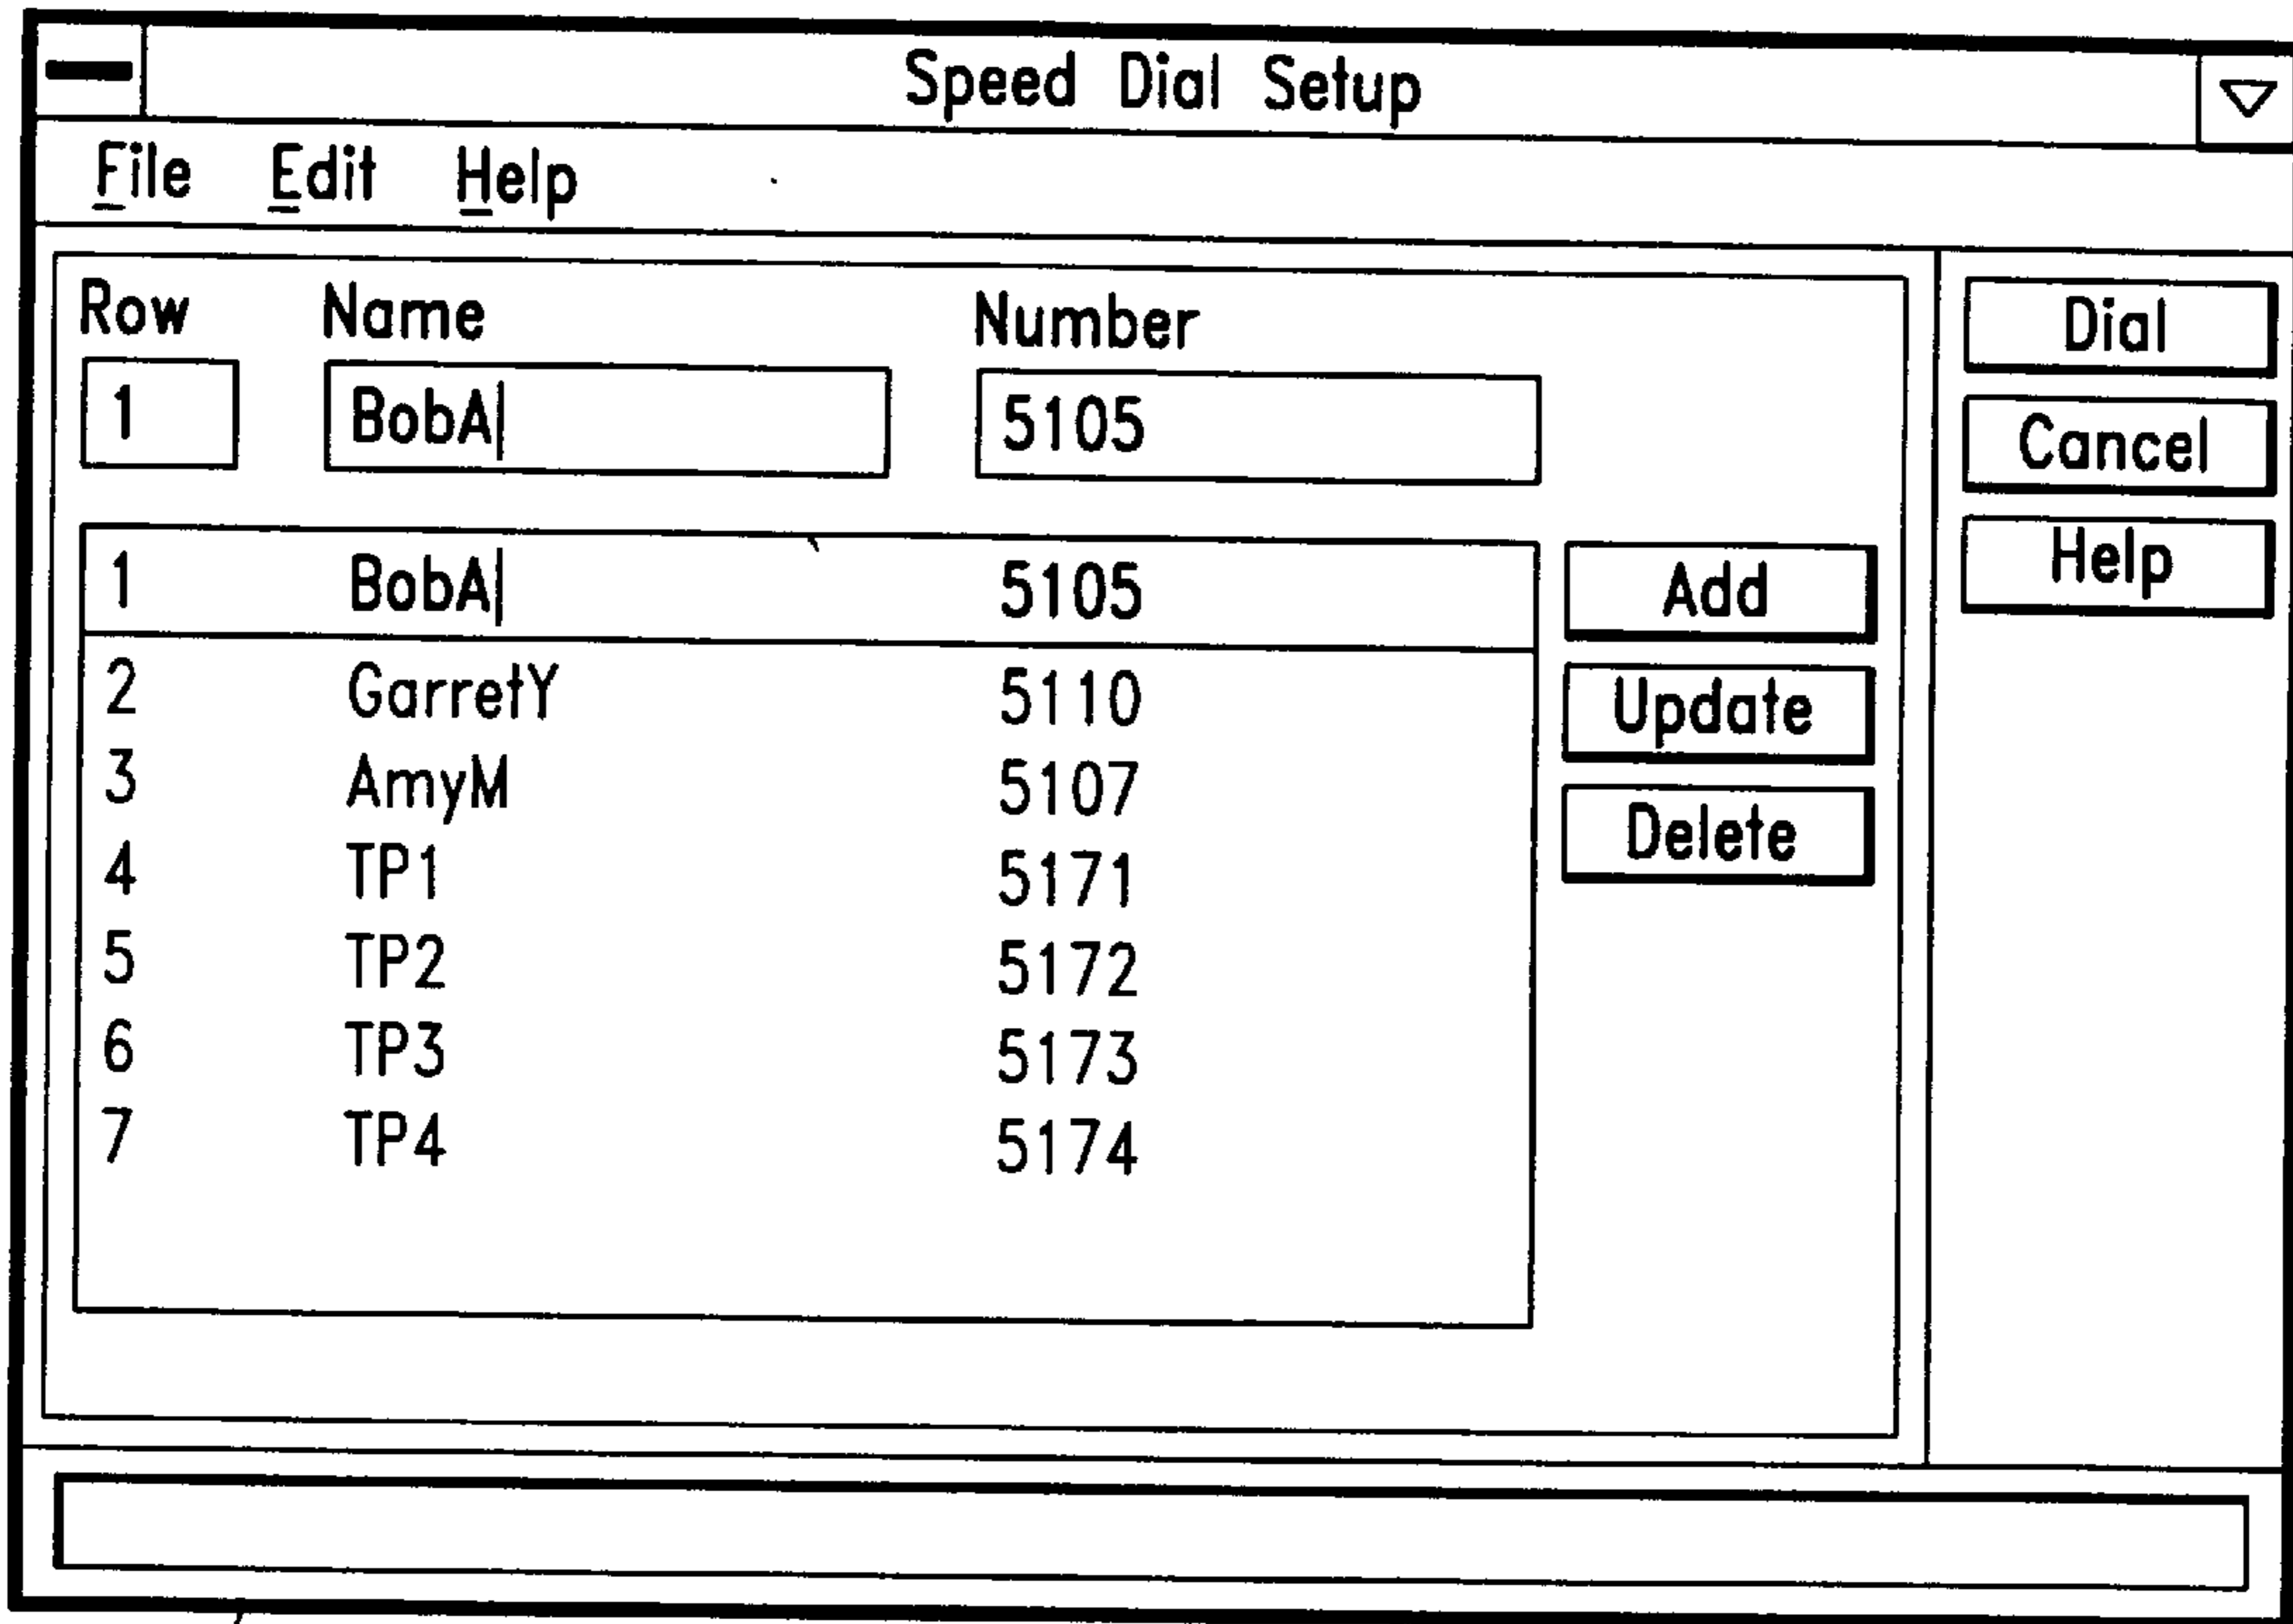 Speed Dial Setup
File Edit Help
Row Name Number
1 BobA 5105
1 BobA 5105
2 GarretY 5110
3 AmyM 5107
4 TP1 5171
5 TP2 5172
6 TP3 5173
7 TP4 5174
Add
Update
Delete
Dial
Cancel
Help